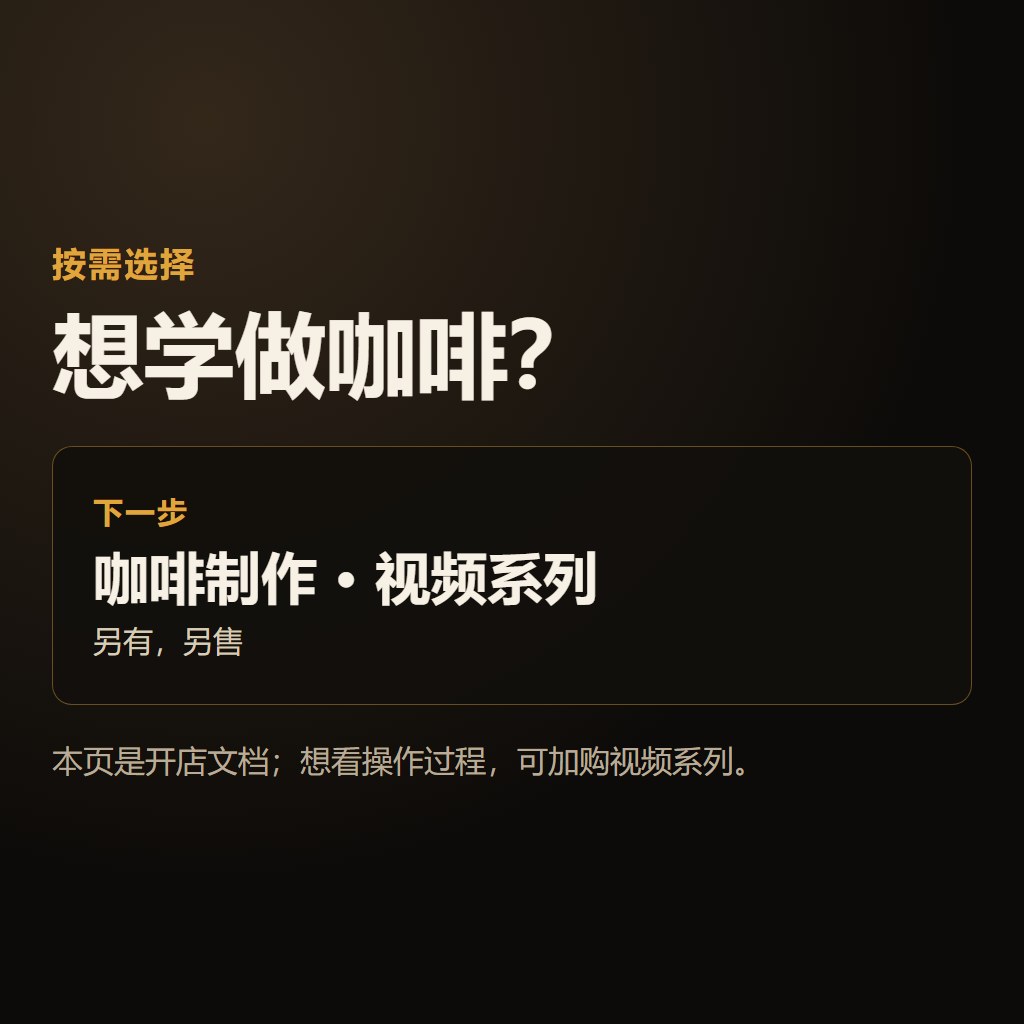 按需选择
想学做咖啡？
下一步
咖啡制作·视频系列
另有，另售
本页是开店文档；想看操作过程，可加购视频系列。